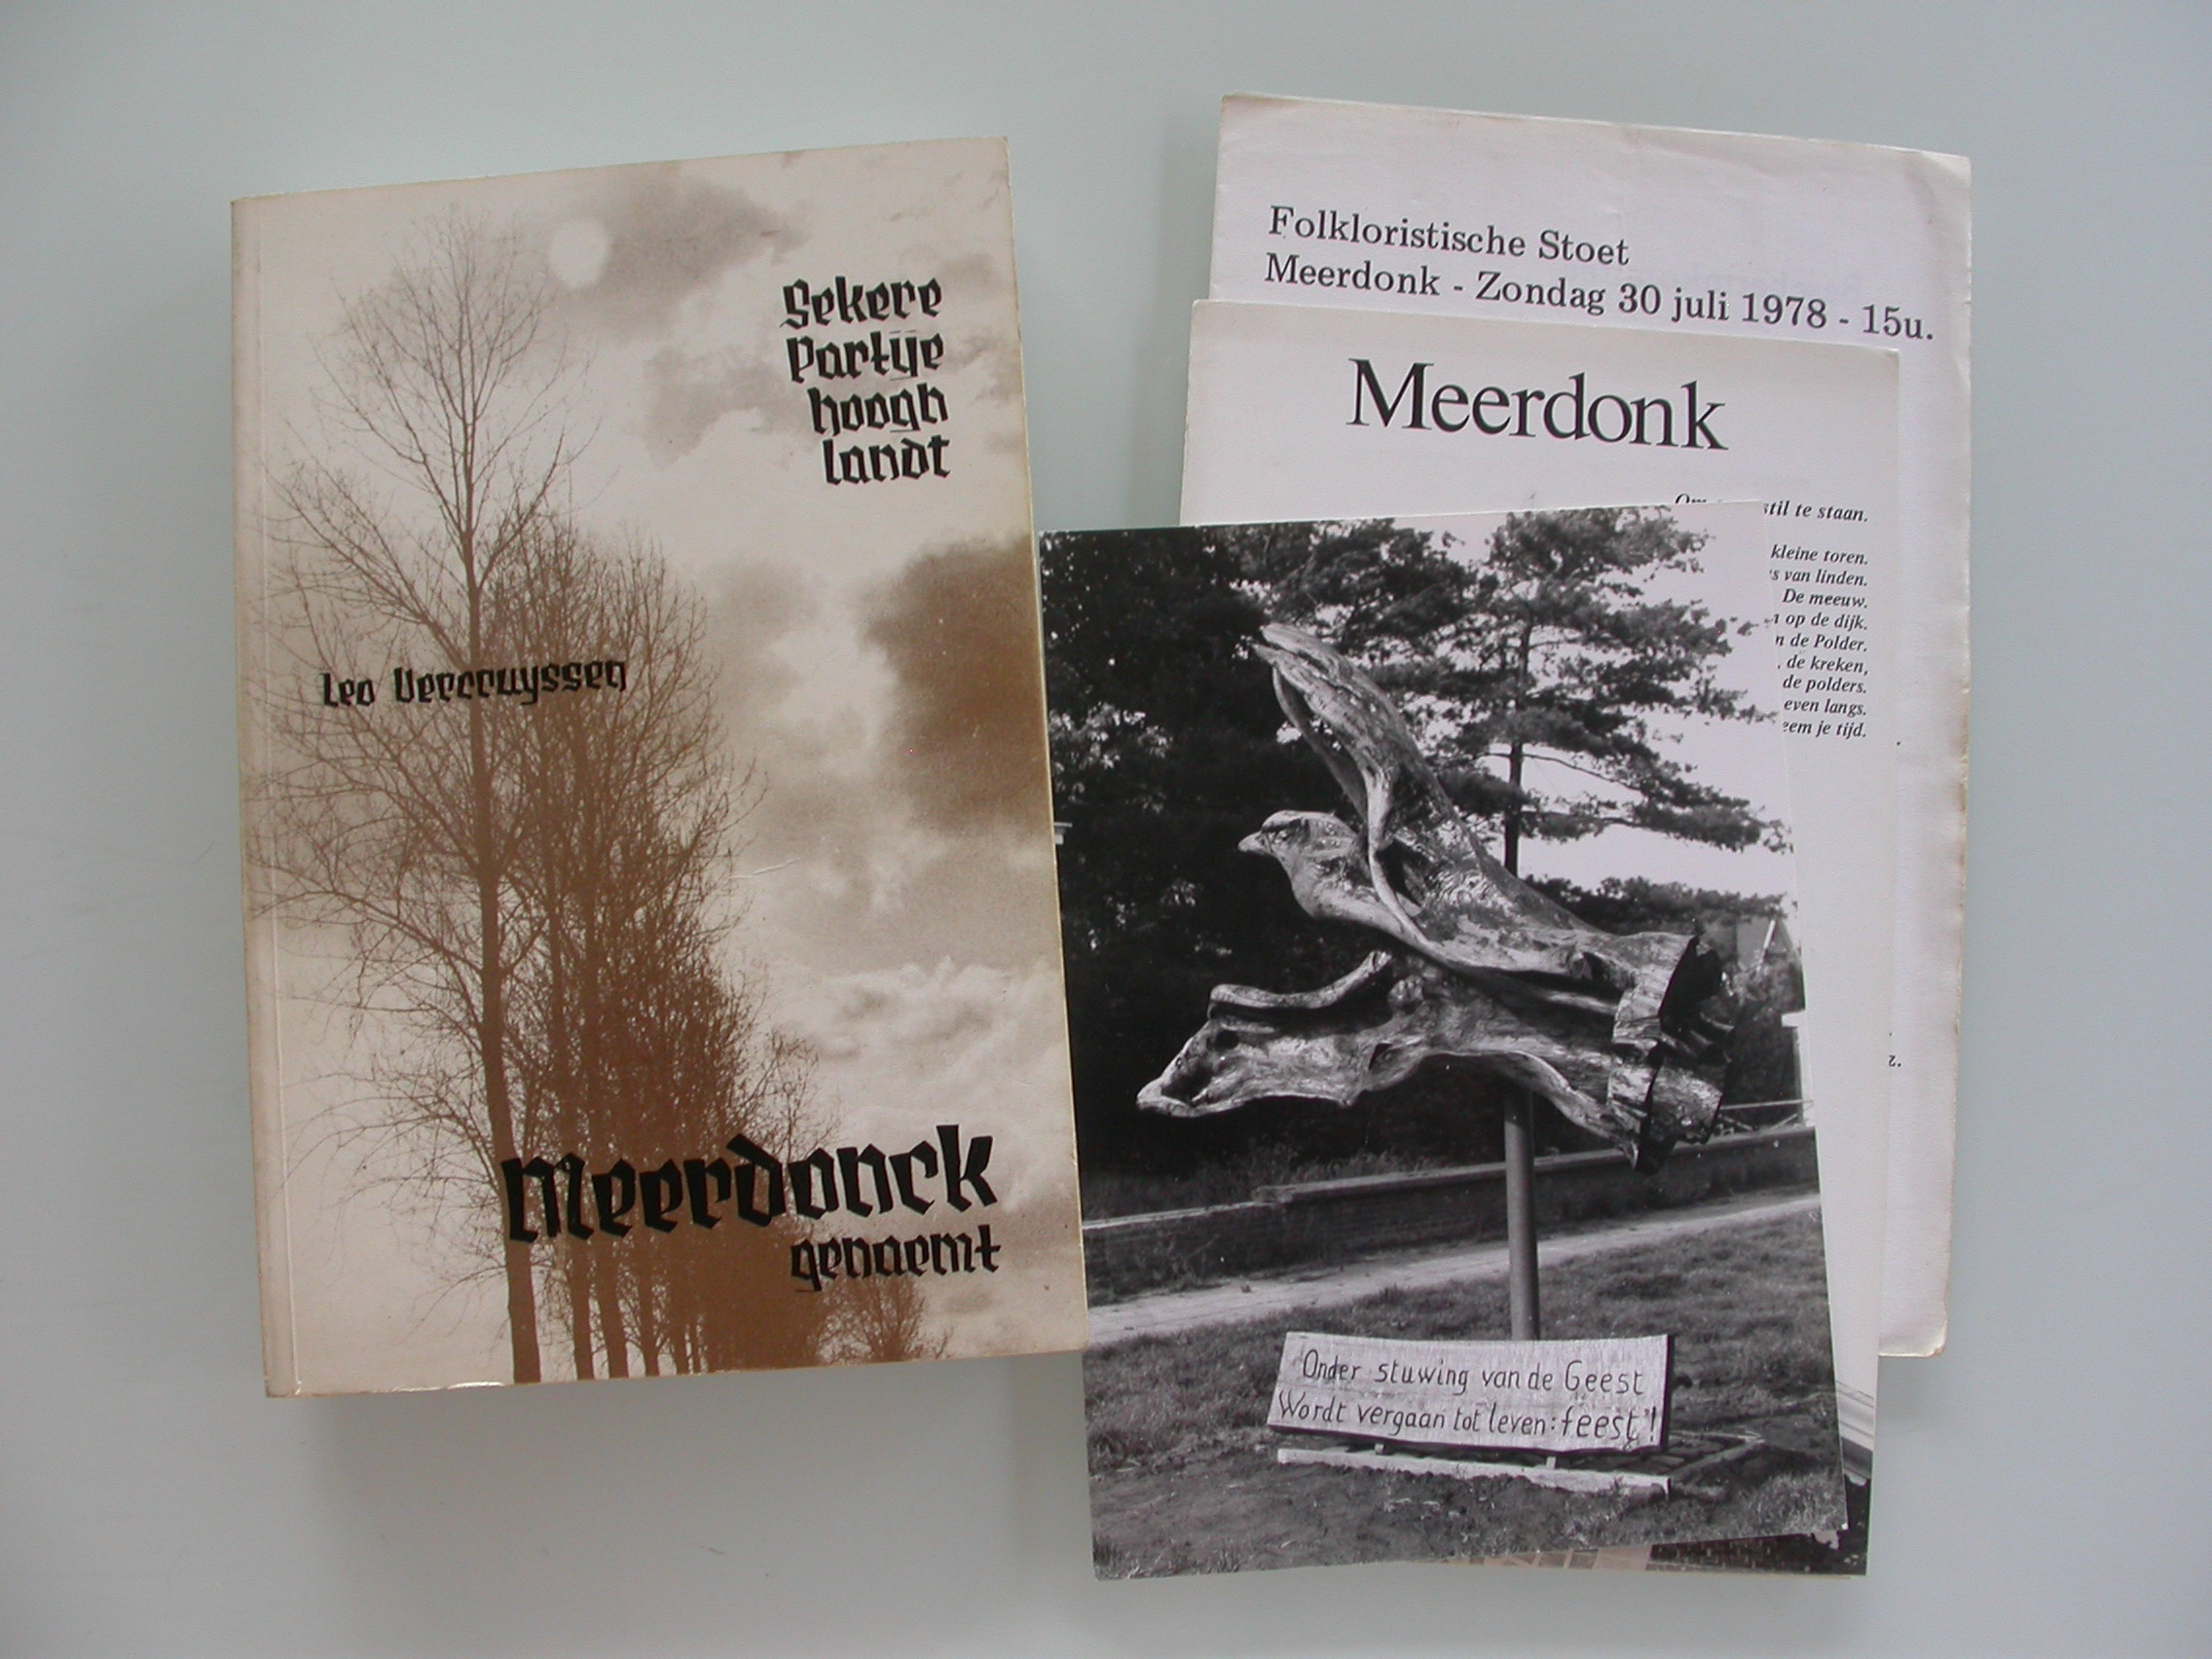 Sekere
Partije
hoogh
landt
Leo Vercruyssen
Meerdonck
genaemt
Folkloristische Stoet
Meerdonk - Zondag 30 juli 1978 - 15u.
Meerdonk
stil te staan.
kleine toren.
van linden.
De meeuw.
op de dijk.
de Polder.
, de kreken,
de polders.
even langs.
je tijd.
Onder stuwing van de Geest
Wordt vergaan tot leven: feest!